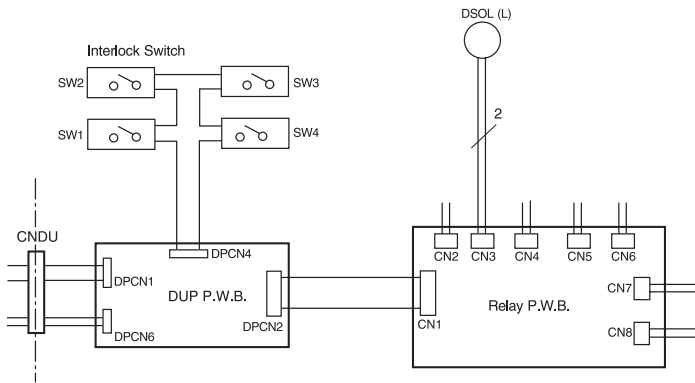 DSOL (L)
Interlock Switch
SW2
SW3
SW1
SW4
2
CNDU
DPCN4
CN2
CN3
CN4
CN5
CN6
DPCN1
DUP P.W.B.
CN7
Relay P.W.B.
DPCN6
DPCN2
CN1
CN8